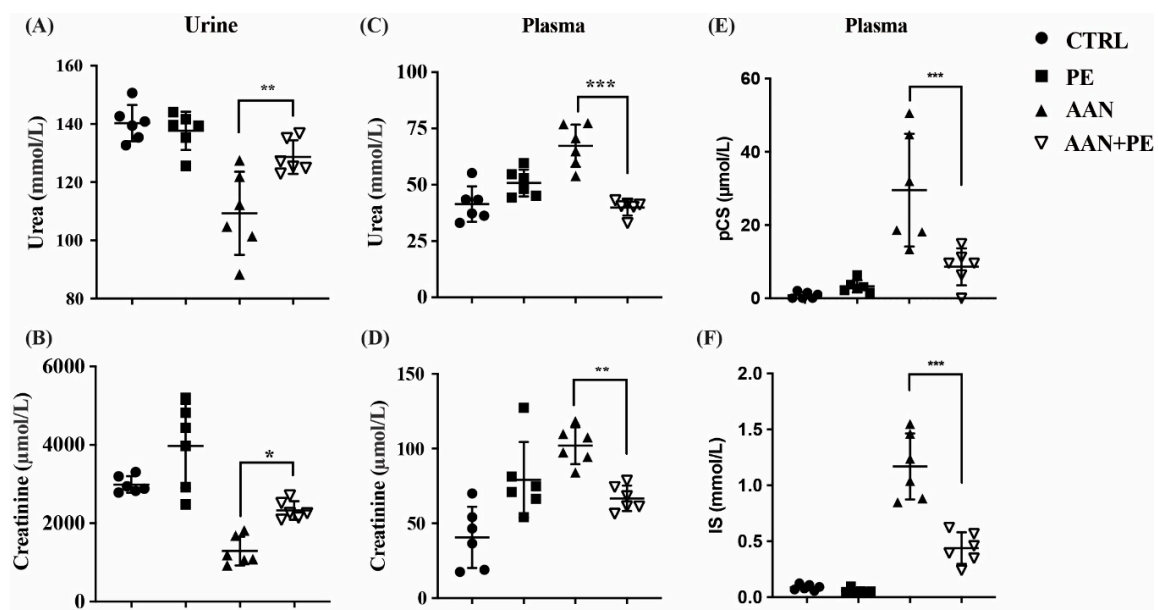 (A) Urine
Urea (mmol/L)
160
140
120
100
80
**
(C) Plasma
Urea (mmol/L)
100
75
50
25
0
***
(E) Plasma
pCS (μmol/L)
60
40
20
0
***
CTRL
PE
AAN
AAN+PE
(B)
Creatinine (μmol/L)
6000
4000
2000
0
*
(D)
Creatinine (μmol/L)
150
100
50
0
**
(F)
IS (mmol/L)
2.0
1.5
1.0
0.5
0.0
***